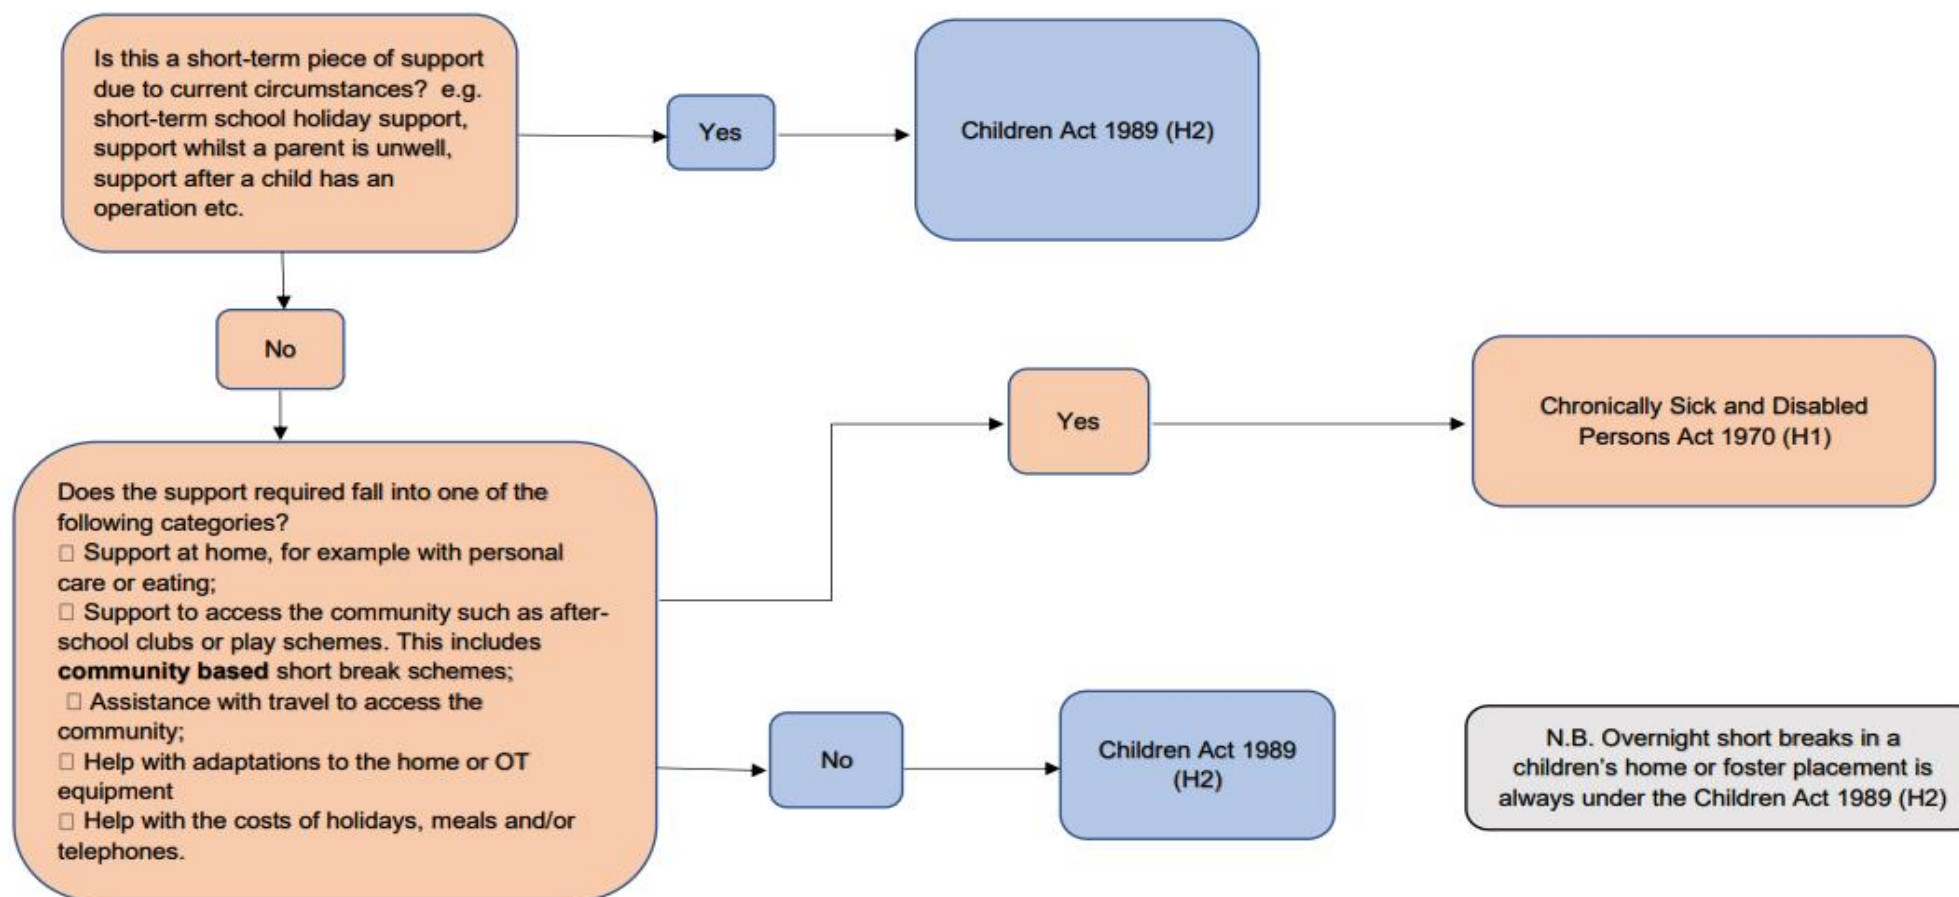 Is this a short-term piece of support
due to current circumstances?  e.g.
short-term school holiday support,
support whilst a parent is unwell,
support after a child has an
operation etc.
Yes
Children Act 1989 (H2)
No
Does the support required fall into one of the
following categories?
□ Support at home, for example with personal
care or eating;
□ Support to access the community such as after-
school clubs or play schemes. This includes
community based short break schemes;
□ Assistance with travel to access the
community;
□ Help with adaptations to the home or OT
equipment
□ Help with the costs of holidays, meals and/or
telephones.
Yes
Chronically Sick and Disabled
Persons Act 1970 (H1)
No
Children Act 1989
(H2)
N.B. Overnight short breaks in a
children's home or foster placement is
always under the Children Act 1989 (H2)